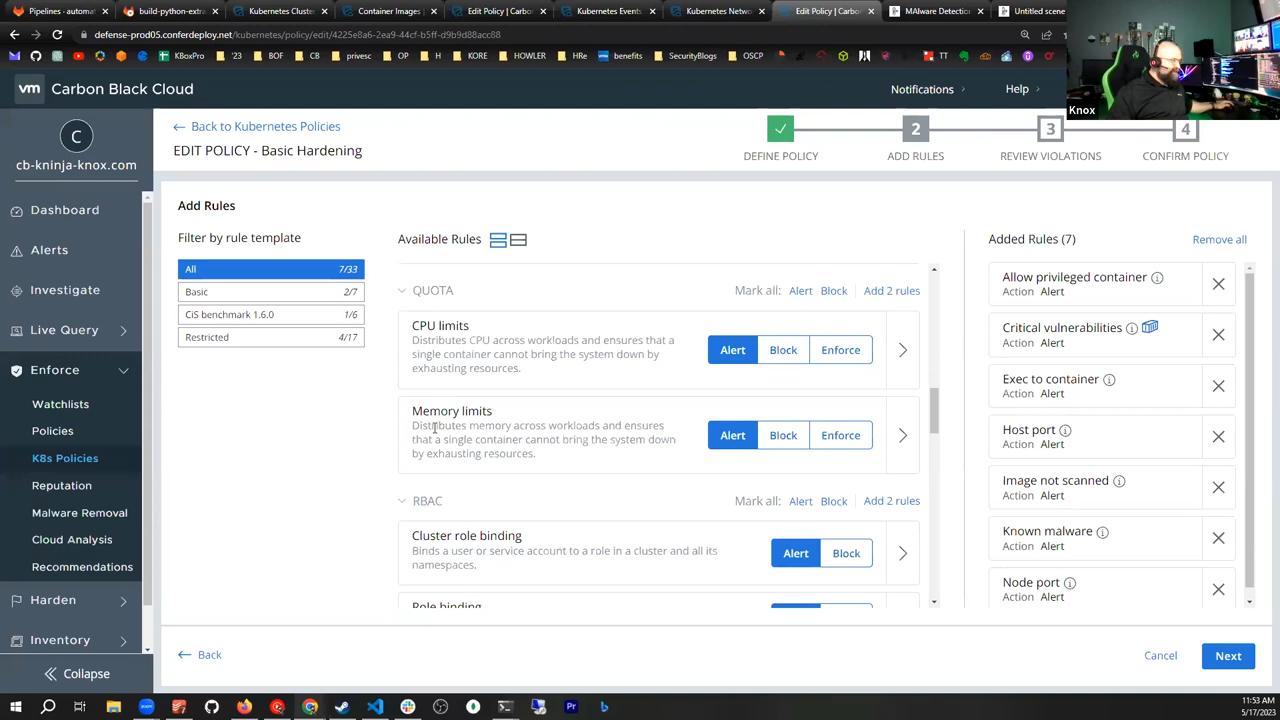 Pipelines - automatio
build-python-extra
Kubernetes Cluster
Container Images |
Edit Policy | Carbon
Kubernetes Events
Kubernetes Netwo
Edit Policy | Carbon
MALware Detection
Untitled scene
defense-prod05.conferdeploy.net/kubernetes/policy/edit/4225e8a6-2ea9-44cf-b5ff-d9b9d88acc88
KBoxPro
'23
BOF
CB
privesc
OP
H
KORE
HOWLER
HRe
benefits
SecurityBlogs
OSCP
TT
Knox
vm
Carbon Black Cloud
Notifications
Help
C
cb-kninja-knox.com
Dashboard
Alerts
Investigate
Live Query
Enforce
Watchlists
Policies
K8s Policies
Reputation
Malware Removal
Cloud Analysis
Recommendations
Harden
Inventory
Collapse
Back to Kubernetes Policies
EDIT POLICY - Basic Hardening
DEFINE POLICY
2
ADD RULES
3
REVIEW VIOLATIONS
4
CONFIRM POLICY
Add Rules
Filter by rule template
All 7/33
Basic 2/7
CiS benchmark 1.6.0 1/6
Restricted 4/17
Available Rules
QUOTA Mark all: Alert Block Add 2 rules
CPU limits
Distributes CPU across workloads and ensures that a
single container cannot bring the system down by
exhausting resources.
Alert Block Enforce
Memory limits
Distributes memory across workloads and ensures
that a single container cannot bring the system down
by exhausting resources.
Alert Block Enforce
RBAC Mark all: Alert Block Add 2 rules
Cluster role binding
Binds a user or service account to a role in a cluster and all its
namespaces.
Alert Block
Role binding
Added Rules (7) Remove all
Allow privileged container
Action Alert
Critical vulnerabilities
Action Alert
Exec to container
Action Alert
Host port
Action Alert
Image not scanned
Action Alert
Known malware
Action Alert
Node port
Action Alert
Back
Cancel
Next
11:53 AM
5/17/2023